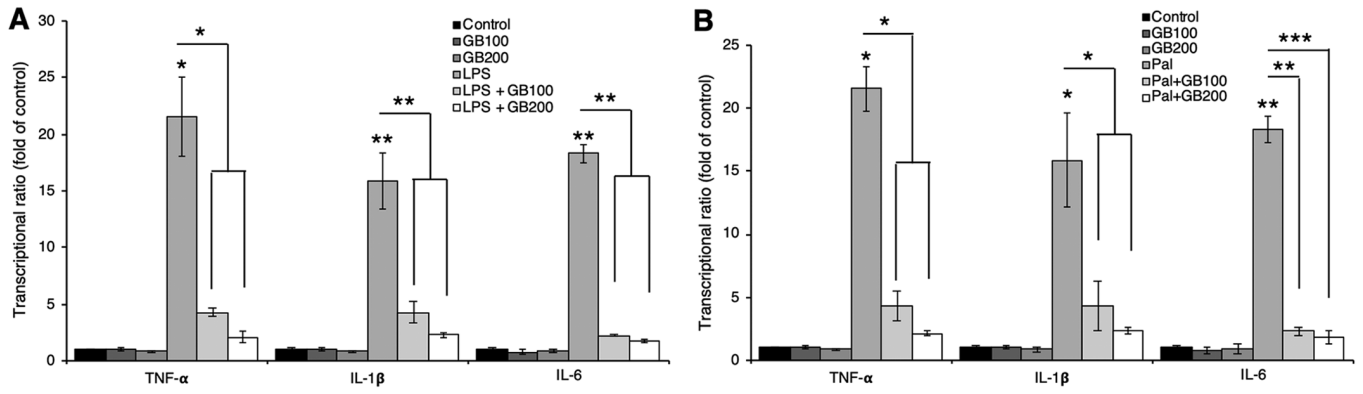 A
Transcriptional ratio (fold of control)
30
25
20
15
10
5
0
Control
GB100
GB200
LPS
LPS + GB100
LPS + GB200
*
*
**
**
**
**
TNF-α
IL-1β
IL-6
B
Transcriptional ratio (fold of control)
25
20
15
10
5
0
Control
GB100
GB200
Pal
Pal+GB100
Pal+GB200
*
*
*
*
***
**
**
TNF-α
IL-1β
IL-6